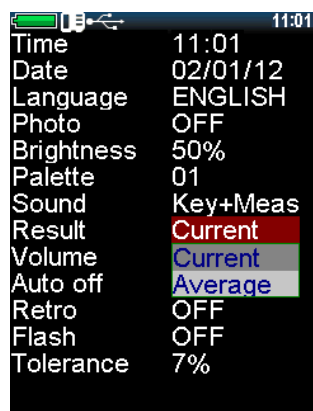 11:01
Time 11:01
Date 02/01/12
Language ENGLISH
Photo OFF
Brightness 50%
Palette 01
Sound Key+Meas
Result Current
Volume Current
Auto off Average
Retro OFF
Flash OFF
Tolerance 7%